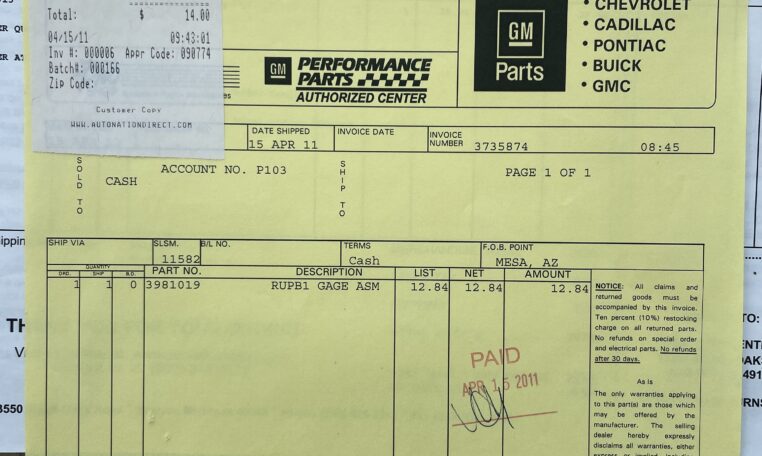 Total: $ 14.00
04/15/11 09:43:01
Inv #: 000006 Appr Code: 090774
Batch#: 000166
Zip Code:
Customer Copy
WWW.AUTONATIONDIRECT.COM
GM PERFORMANCE
PARTS
AUTHORIZED CENTER
GM
Parts
• CHEVROLET
• CADILLAC
• PONTIAC
• BUICK
• GMC
DATE SHIPPED
15 APR 11
INVOICE DATE
INVOICE
NUMBER 3735874 08:45
SOLD TO
ACCOUNT NO. P103
CASH
SHIP TO
PAGE 1 OF 1
SHIP VIA SLSM. B/L NO. TERMS F.O.B. POINT
11582 Cash MESA, AZ
QUANTITY
ORD. SHIP B.O. PART NO. DESCRIPTION LIST NET AMOUNT
1 1 0 3981019 RUPB1 GAGE ASM 12.84 12.84 12.84
NOTICE: All claims and
returned goods must be
accompanied by this invoice.
Ten percent (10%) restocking
charge on all returned parts.
No refunds on special order
and electrical parts. No refunds
after 30 days.
As is
The only warranties applying
to this part(s) are those which
may be offered by the
manufacturer. The selling
dealer hereby expressly
disclaims all warranties, either
PAID
APR 15 2011